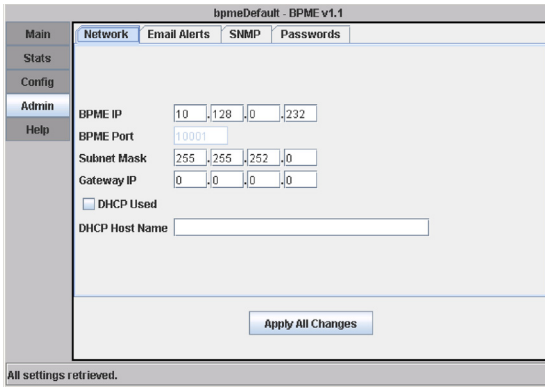 bpmeDefault - BPME v1.1
Main
Stats
Config
Admin
Help
Network Email Alerts SNMP Passwords
BPME IP 10 . 128 . 0 . 232
BPME Port 10001
Subnet Mask 255 . 255 . 252 . 0
Gateway IP 0 . 0 . 0 . 0
DHCP Used
DHCP Host Name
Apply All Changes
All settings retrieved.